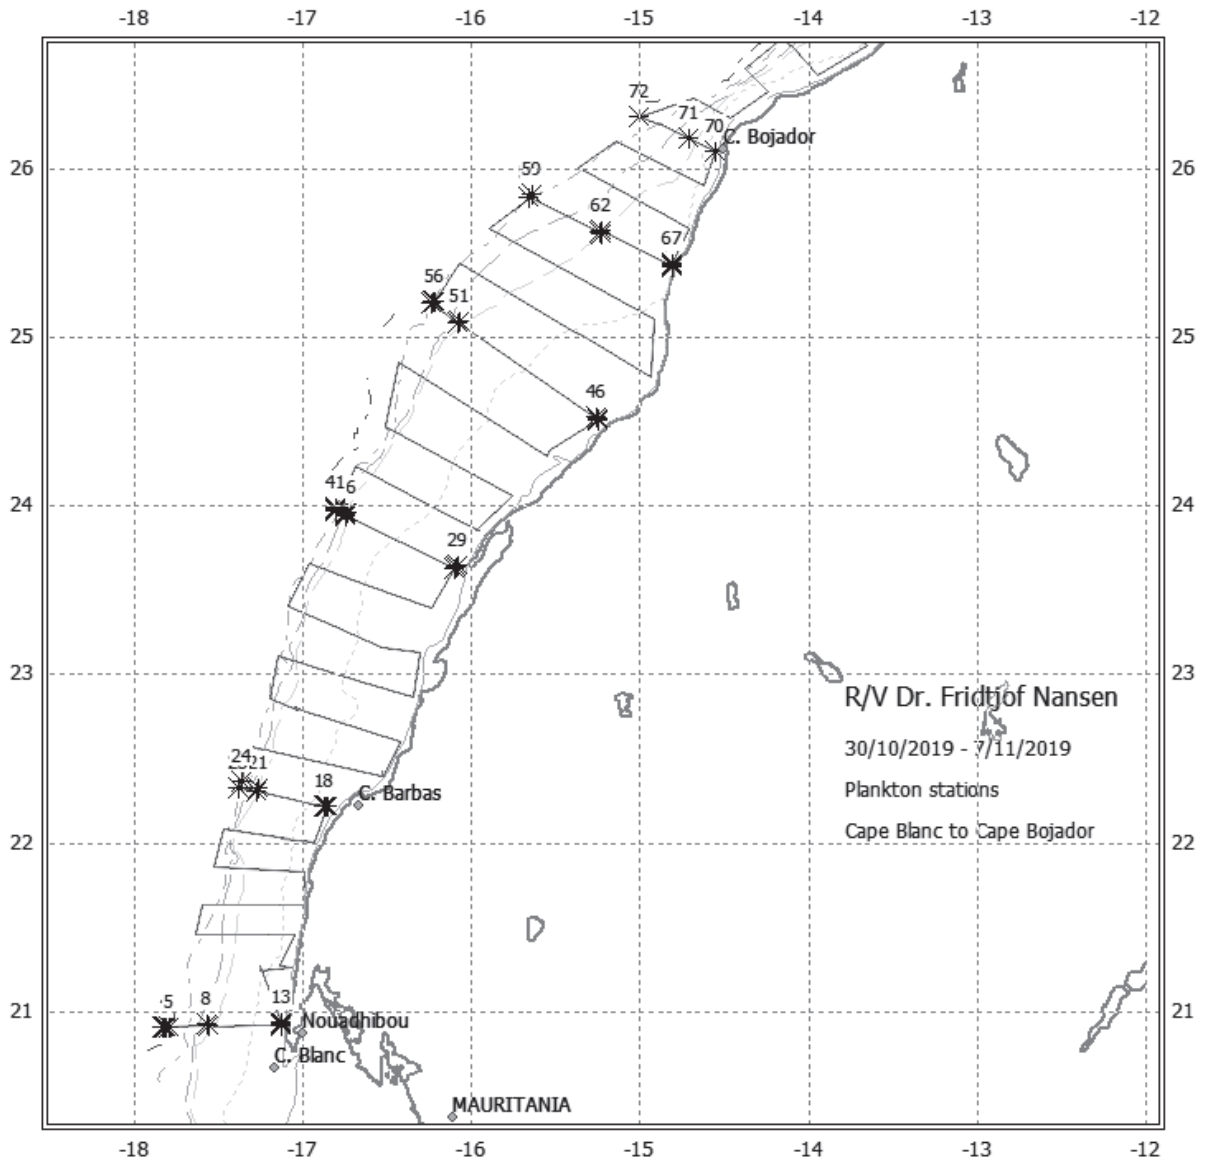 -18 -17 -16 -15 -14 -13 -12
72
71
70
C. Bojador
26 26
59
62
67
56
51
25 25
46
24 24
41 6
29
23 23
R/V Dr. Fridtjof Nansen
30/10/2019 - 7/11/2019
Plankton stations
Cape Blanc to Cape Bojador
24
21
18
C. Barbas
22 22
21 21
5
8
13
Nouadhibou
C. Blanc
MAURITANIA
-18 -17 -16 -15 -14 -13 -12